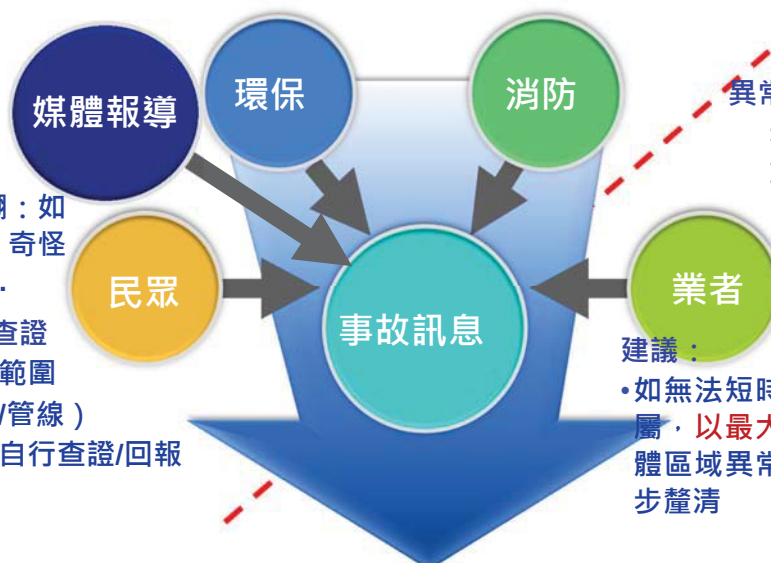 媒體報導
環保
消防
異常
:如
奇怪
民眾
事故訊息
業者
查證
範圍
/管線)
自行查證/回報
建議:
•如無法短時
屬,以最大
體區域異常
步釐清